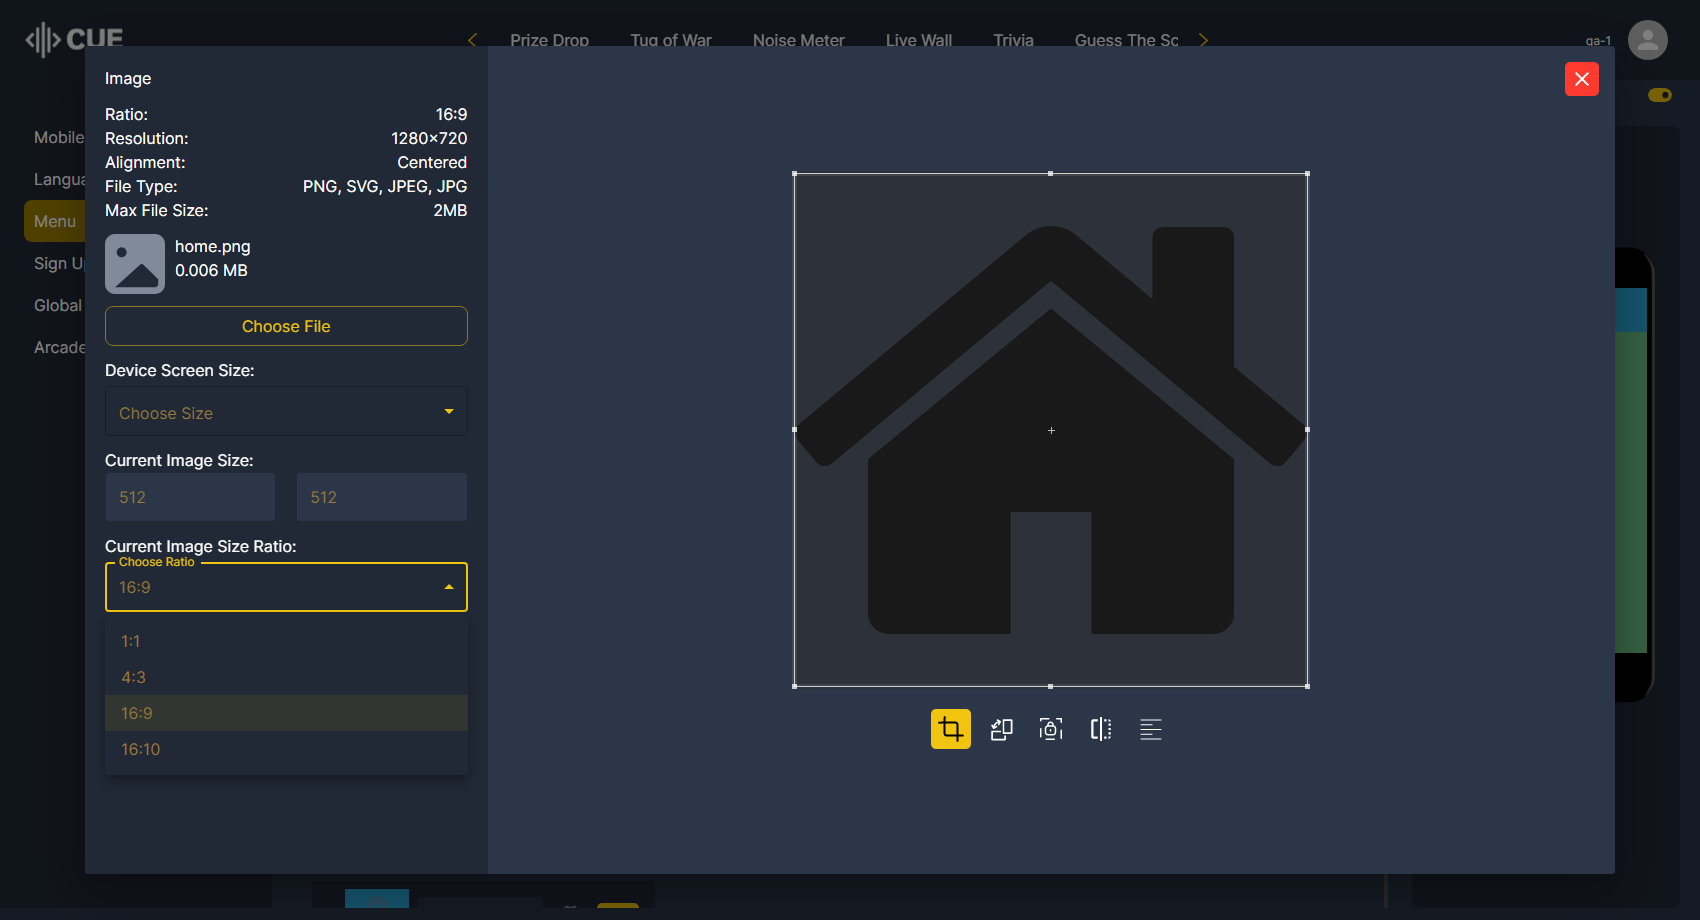 CUE
Prize Drop
Tug of War
Noise Meter
Live Wall
Trivia
Guess The Sc
qa-1
Mobile
Langua
Menu
Sign U
Global
Arcade
Image
Ratio: 16:9
Resolution: 1280×720
Alignment: Centered
File Type: PNG, SVG, JPEG, JPG
Max File Size: 2MB
home.png
0.006 MB
Choose File
Device Screen Size:
Choose Size
Current Image Size:
512 512
Current Image Size Ratio:
Choose Ratio
16:9
1:1
4:3
16:9
16:10